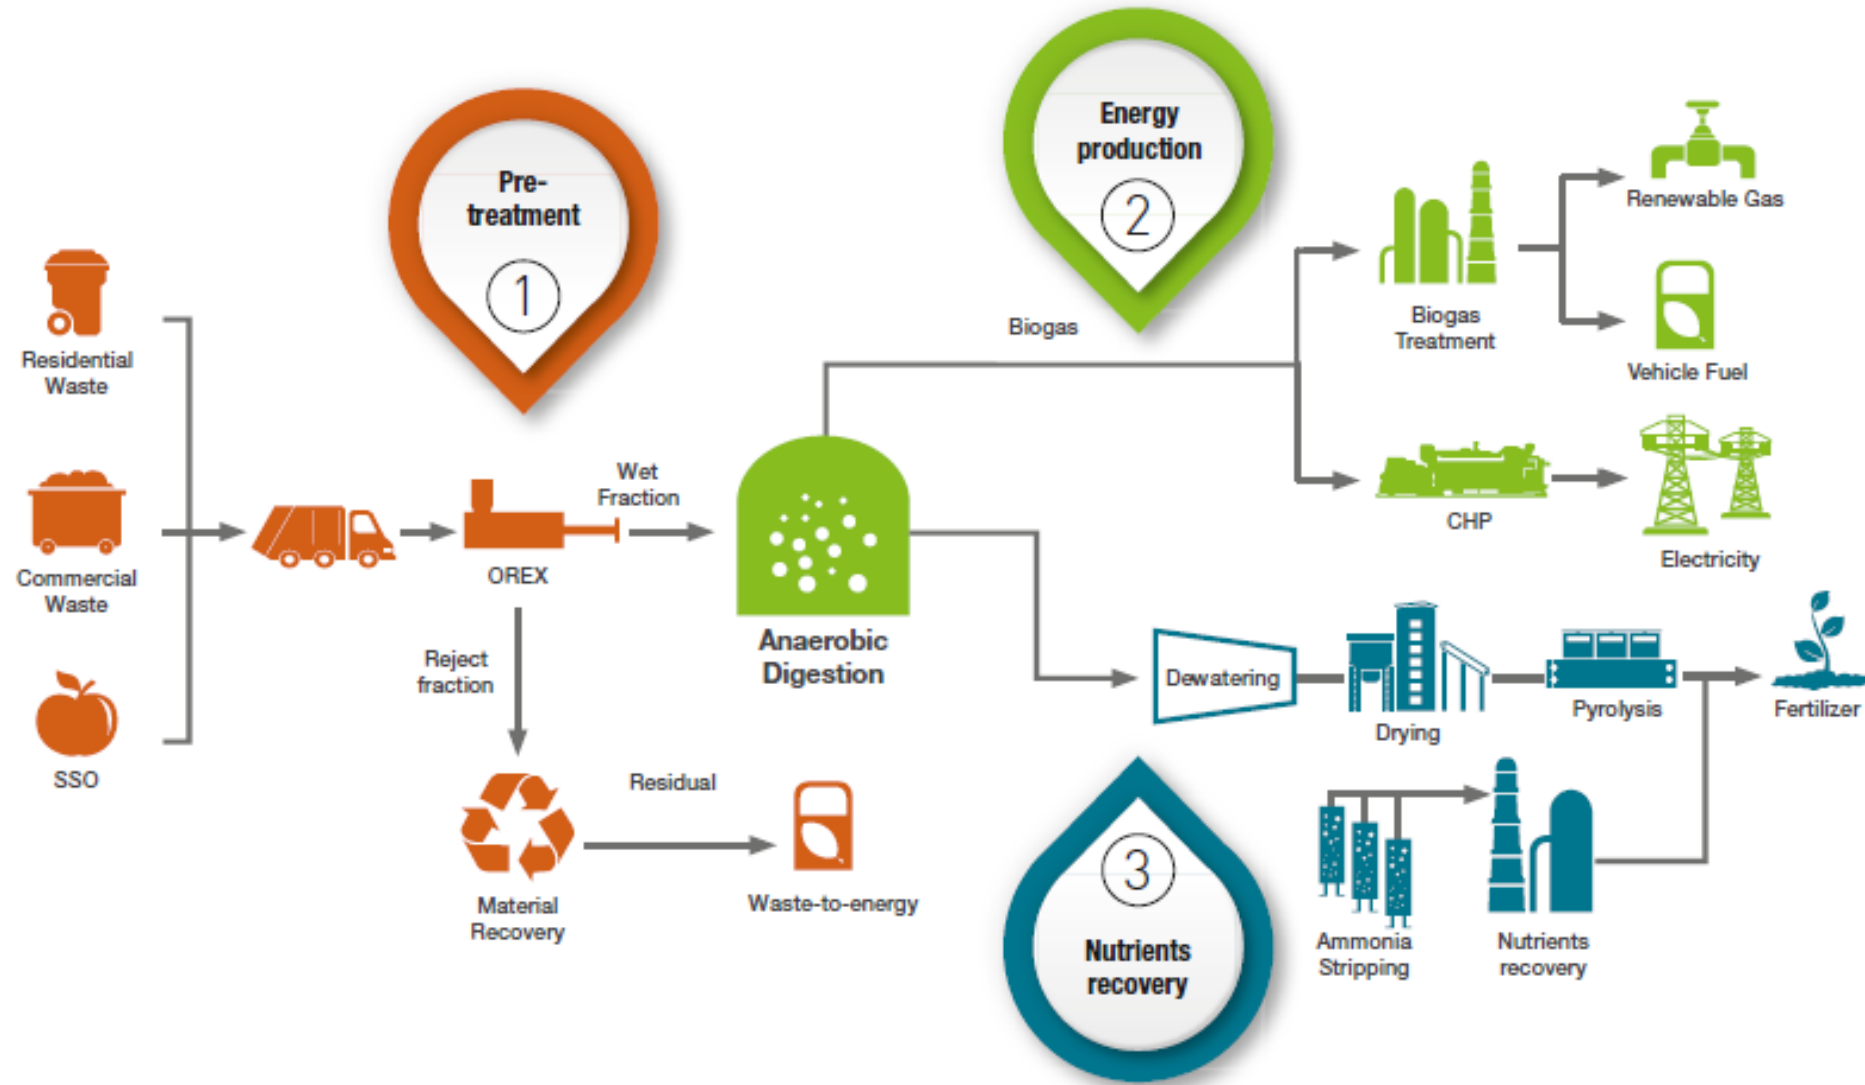 Pre-
treatment
1
Energy
production
2
Renewable Gas
Biogas
Biogas
Treatment
Vehicle Fuel
Residential
Waste
Wet
Fraction
CHP
Electricity
Commercial
Waste
OREX
Anaerobic
Digestion
Reject
fraction
Dewatering
Drying
Pyrolysis
Fertilizer
SSO
Residual
Material
Recovery
Waste-to-energy
3
Nutrients
recovery
Ammonia
Stripping
Nutrients
recovery